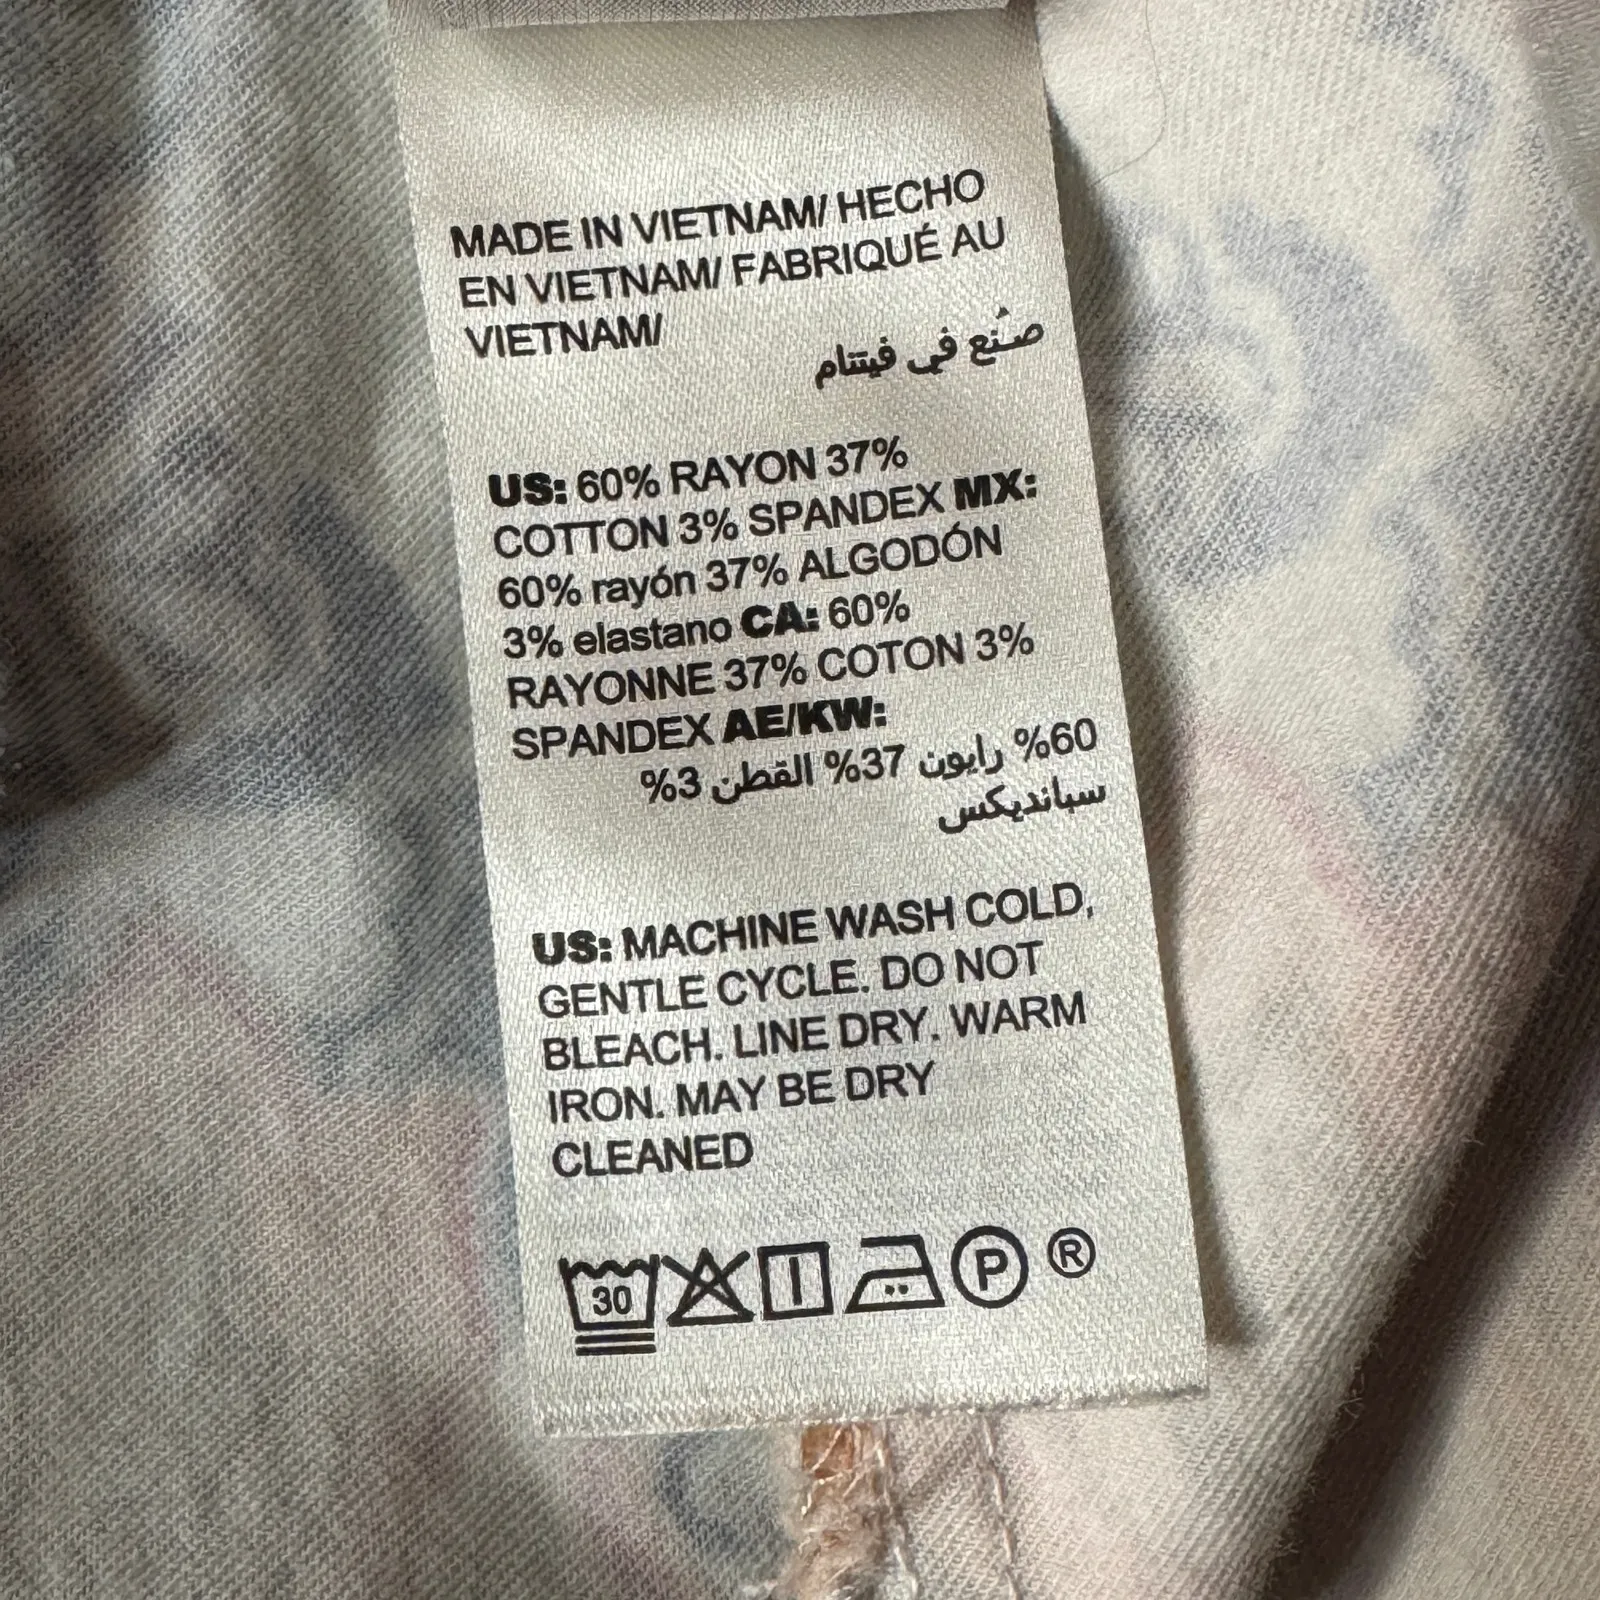 MADE IN VIETNAM/ HECHO
EN VIETNAM/ FABRIQUÉ AU
VIETNAM/
صُنع في فيتنام
US: 60% RAYON 37%
COTTON 3% SPANDEX MX:
60% rayón 37% ALGODÓN
3% elastano CA: 60%
RAYONNE 37% COTON 3%
SPANDEX AE/KW:
60% رايون 37% القطن 3%
سباندیكس
US: MACHINE WASH COLD,
GENTLE CYCLE. DO NOT
BLEACH. LINE DRY. WARM
IRON. MAY BE DRY
CLEANED
30 P ®